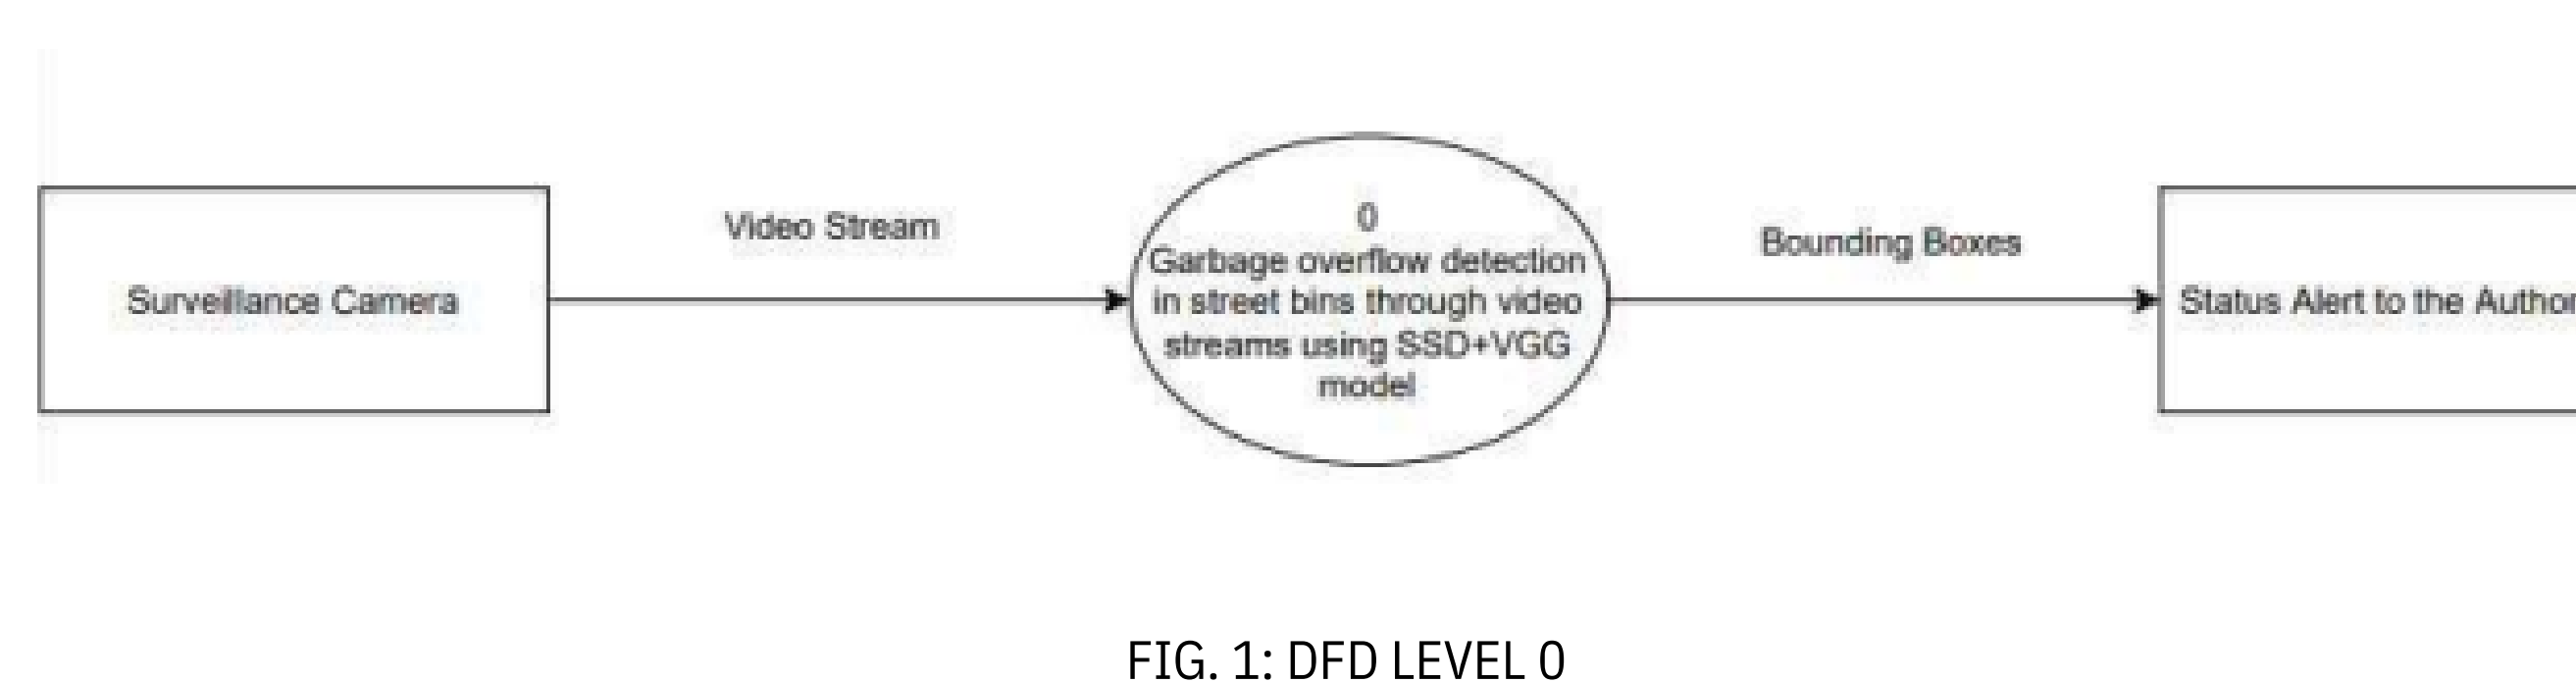 Surveillance Camera
Video Stream
0
Garbage overflow detection
in street bins through video
streams using SSD+VGG
model
Bounding Boxes
Status Alert to the
FIG. 1: DFD LEVEL 0